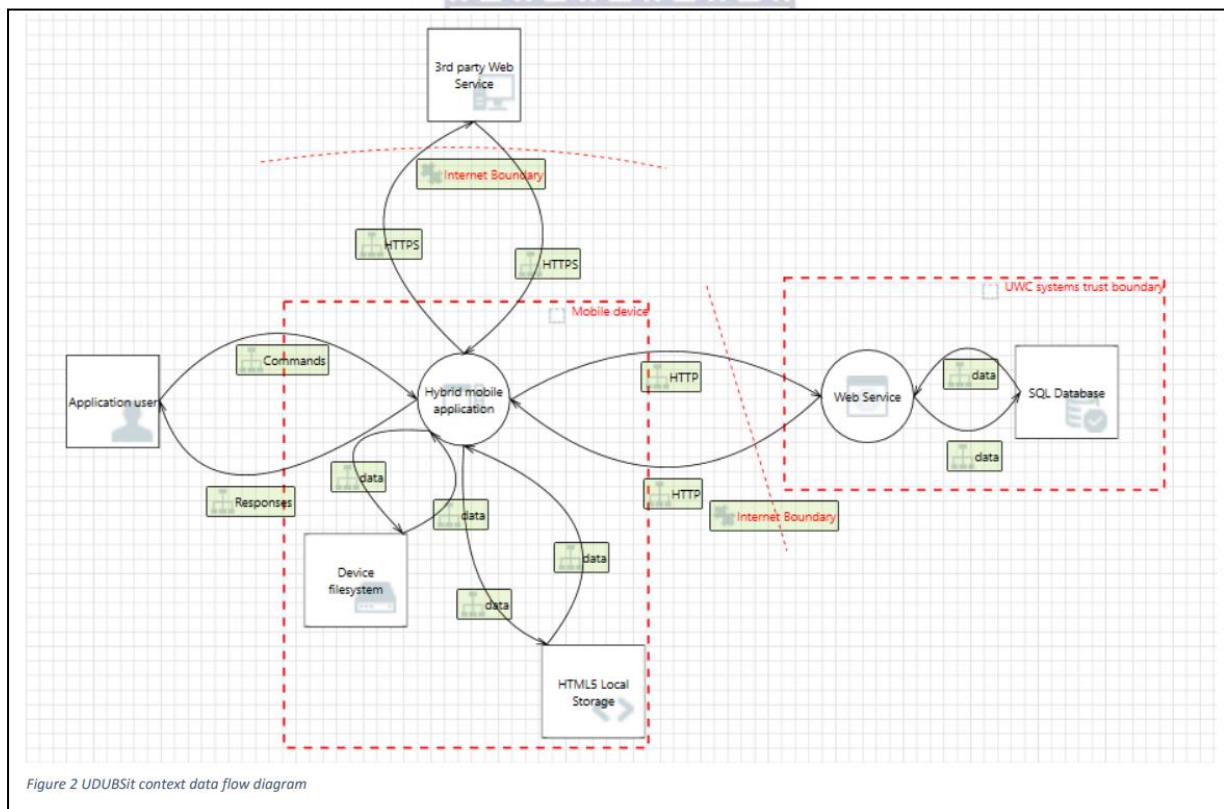 3rd party Web
Service
Internet Boundary
HTTPS
HTTPS
UWC systems trust boundary
Mobile device
Commands
Application user
Hybrid mobile
application
HTTP
Web Service
data
SQL Database
data
data
Responses
data
HTTP
Internet Boundary
Device
filesystem
data
data
HTML5 Local
Storage
Figure 2 UDUBSit context data flow diagram